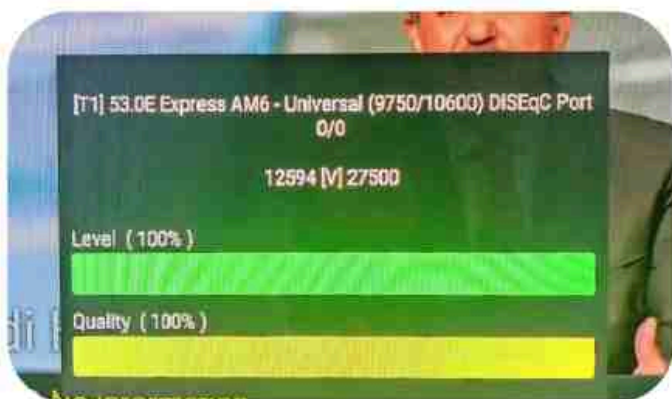 [T1] 53.0E Express AM6 - Universal (9750/10600) DiSEqC Port
0/0
12594 [V] 27500
Level ( 100% )
Quality ( 100% )